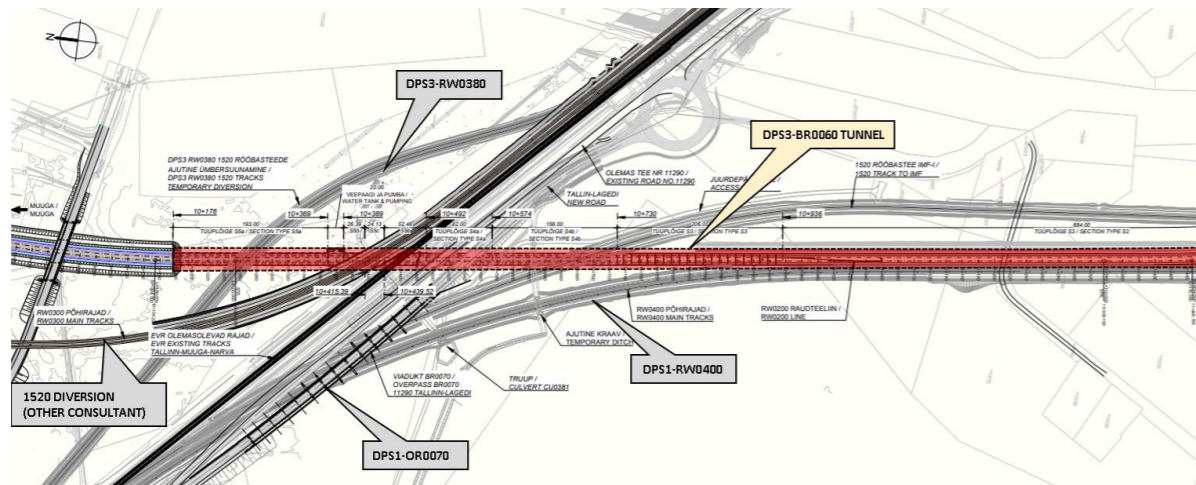 N
DPS3-RW0380
DPS3-BR0060 TUNNEL
DPS3 RW0380 1520 RÖÖBASTEEDE
AJUTINE ÜMBERSUUNAMINE /
DPS3 RW0380 1520 TRACKS
TEMPORARY DIVERSION
20.00
VEEPAAGI JA PUMBA /
WATER TANK & PUMPING
OLEMAS TEE NR 11290 /
EXISTING ROAD NO.11290
TALLIN-LAGEDI
NEW ROAD
JUURDEPÄ
ACCESS
1520 RÖÖBASTEE IMF-I /
1520 TRACK TO IMF
MUUGA /
MUUGA
10+176
10+369
10+389
10+492
10+574
10+730
10+936
193.00
TÜÜPLÕIGE S5a / SECTION TYPE S5a
TÜÜPLÕIGE S4a /
SECTION TYPE S4a
156.00
TÜÜPLÕIGE S4b /
SECTION TYPE S4b
TÜÜPLÕIGE S3 / SECTION TYPE S3
684.00
TÜÜPLÕIGE S2 / SECTION TYPE S2
10+415.39
10+439.52
RW0300 PÕHIRAJAD /
RW0300 MAIN TRACKS
EVR OLEMASOLEVAD RAJAD /
EVR EXISTING TRACKS
TALLINN-MUUGA-NARVA
RW0400 PÕHIRAJAD /
RW0400 MAIN TRACKS
RW0200 RAUDTEELIIN /
RW0200 LINE
AJUTINE KRAAV /
TEMPORARY DITCH
VIADUKT BR0070 /
OVERPASS BR0070
11290 TALLINN-LAGEDI
TRUUP /
CULVERT CU0381
DPS1-RW0400
1520 DIVERSION
(OTHER CONSULTANT)
DPS1-OR0070